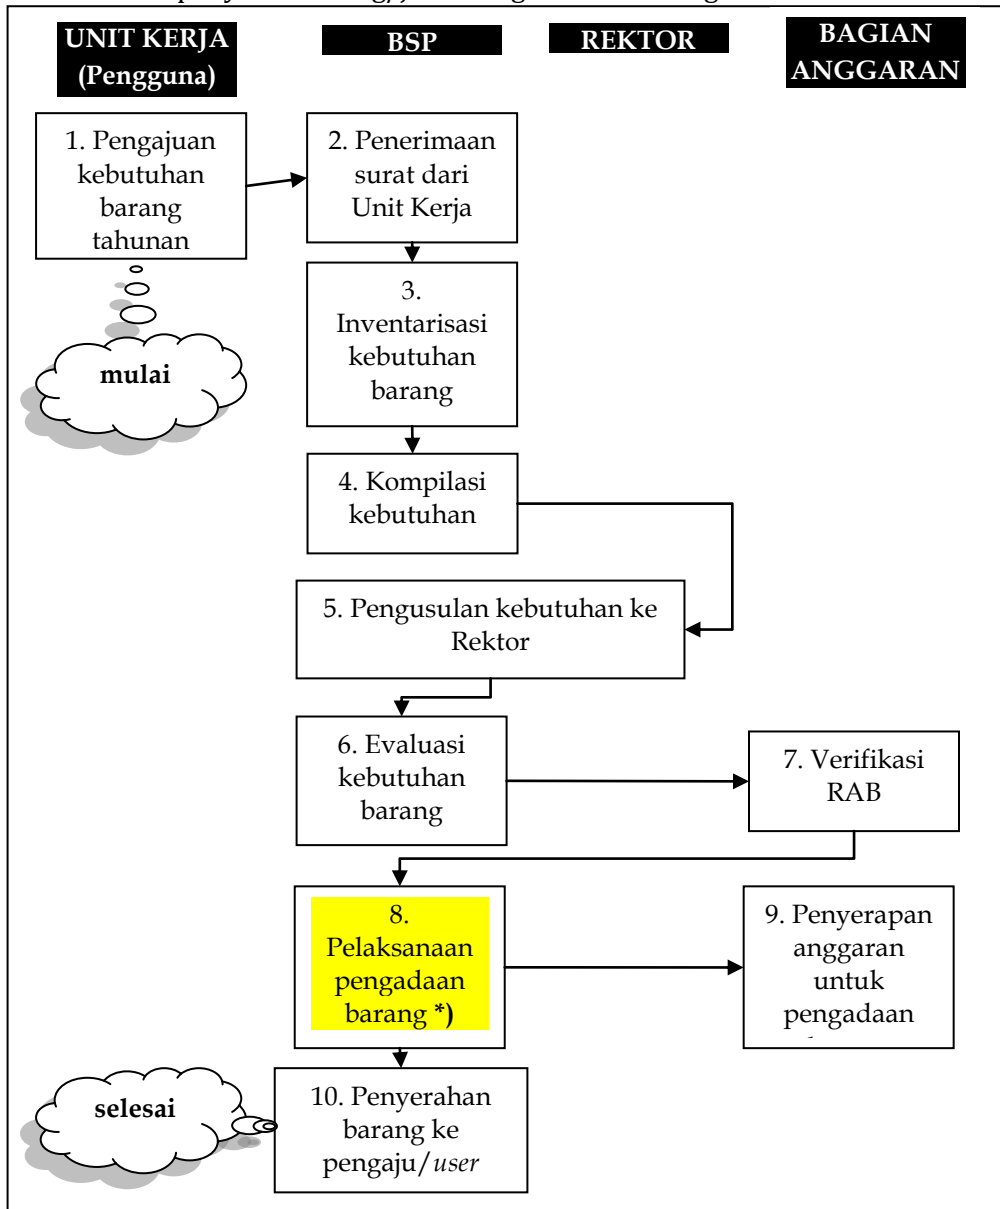 UNIT KERJA
(Pengguna)
BSP
REKTOR
BAGIAN
ANGGARAN
1. Pengajuan
kebutuhan
barang
tahunan
2. Penerimaan
surat dari
Unit Kerja
mulai
3.
Inventarisasi
kebutuhan
barang
4. Kompilasi
kebutuhan
5. Pengusulan kebutuhan ke
Rektor
6. Evaluasi
kebutuhan
barang
7. Verifikasi
RAB
8.
Pelaksanaan
pengadaan
barang *)
9. Penyerapan
anggaran
untuk
pengadaan
selesai
10. Penyerahan
barang ke
pengaju/user